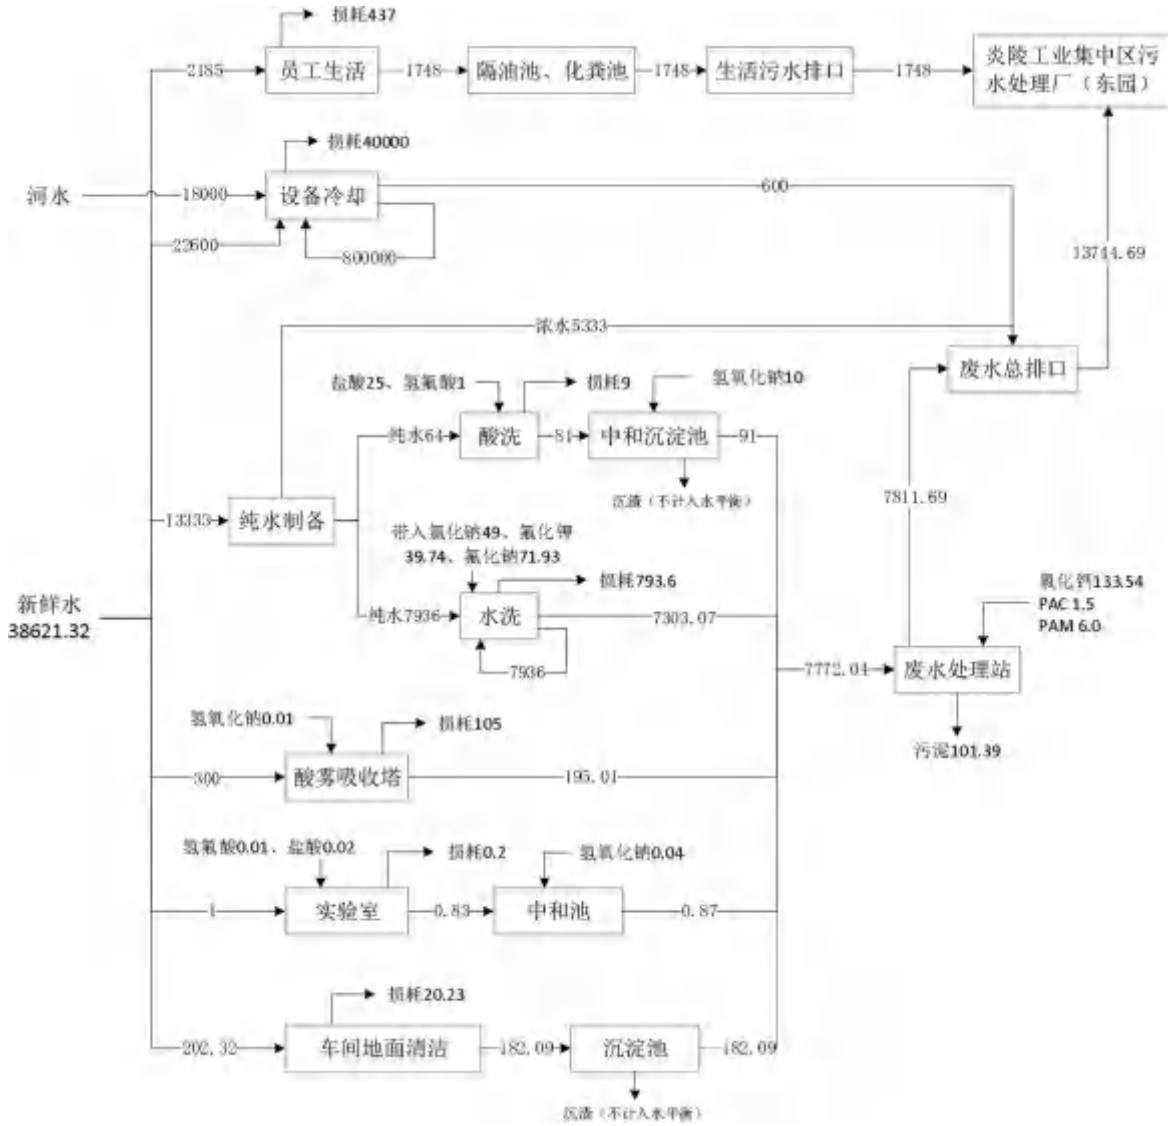 损耗437
2185
员工生活
1748
隔油池、化粪池
1748
生活污水排口
1748
炎陵工业集中区污
水处理厂（东园）
损耗40000
河水
18000
设备冷却
600
22600
800000
13744.69
浓水5333
废水总排口
盐酸25、氢氟酸1
损耗9
氢氧化钠10
纯水64
酸洗
81
中和沉淀池
91
沉渣（不计入水平衡）
7811.69
13333
纯水制备
带入氯化钠49、氟化钾
39.74、氟化钠71.93
损耗793.6
纯水7936
水洗
7303.07
7936
新鲜水
38621.32
氯化钙133.54
PAC 1.5
PAM 6.0
7772.04
废水处理站
污泥101.39
氢氧化钠0.01
损耗105
300
酸雾吸收塔
195.01
氢氟酸0.01、盐酸0.02
损耗0.2
氢氧化钠0.04
1
实验室
0.83
中和池
0.87
损耗20.23
202.32
车间地面清洁
182.09
沉淀池
182.09
沉渣（不计入水平衡）